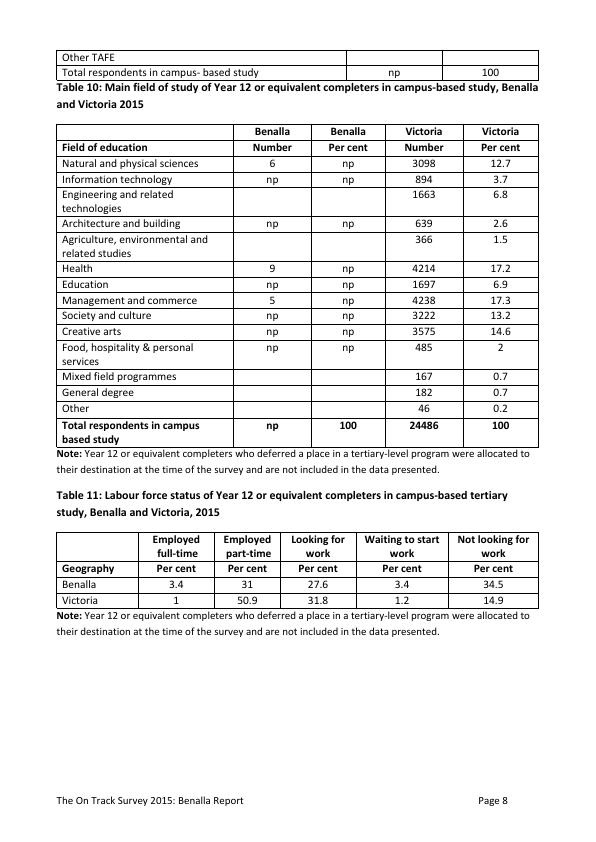 Other TAFE
Total respondents in campus- based study np 100
Table 10: Main field of study of Year 12 or equivalent completers in campus-based study, Benalla
and Victoria 2015
Benalla Benalla Victoria Victoria
Field of education Number Per cent Number Per cent
Natural and physical sciences 6 np 3098 12.7
Information technology np np 894 3.7
Engineering and related 1663 6.8
technologies
Architecture and building np np 639 2.6
Agriculture, environmental and 366 1.5
related studies
Health 9 np 4214 17.2
Education np np 1697 6.9
Management and commerce 5 np 4238 17.3
Society and culture np np 3222 13.2
Creative arts np np 3575 14.6
Food, hospitality & personal np np 485 2
services
Mixed field programmes 167 0.7
General degree 182 0.7
Other 46 0.2
Total respondents in campus np 100 24486 100
based study
Note: Year 12 or equivalent completers who deferred a place in a tertiary-level program were allocated to
their destination at the time of the survey and are not included in the data presented.
Table 11: Labour force status of Year 12 or equivalent completers in campus-based tertiary
study, Benalla and Victoria, 2015
Employed Employed Looking for Waiting to start Not looking for
full-time part-time work work work
Geography Per cent Per cent Per cent Per cent Per cent
Benalla 3.4 31 27.6 3.4 34.5
Victoria 1 50.9 31.8 1.2 14.9
Note: Year 12 or equivalent completers who deferred a place in a tertiary-level program were allocated to
their destination at the time of the survey and are not included in the data presented.
The On Track Survey 2015: Benalla Report Page 8